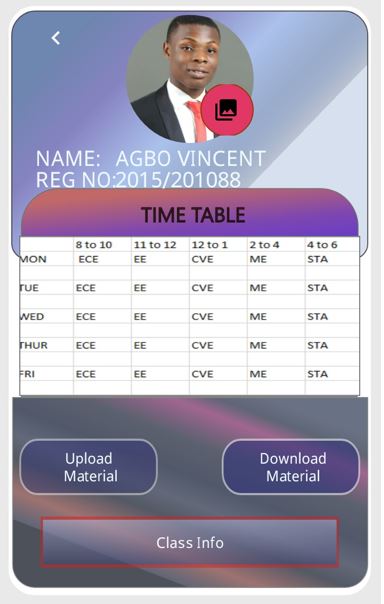 NAME: AGBO VINCENT
REG NO:2015/201088
TIME TABLE
8 to 10 11 to 12 12 to 1 2 to 4 4 to 6
MON ECE EE CVE ME STA
TUE ECE EE CVE ME STA
WED ECE EE CVE ME STA
THUR ECE EE CVE ME STA
FRI ECE EE CVE ME STA
Upload
Material
Download
Material
Class Info